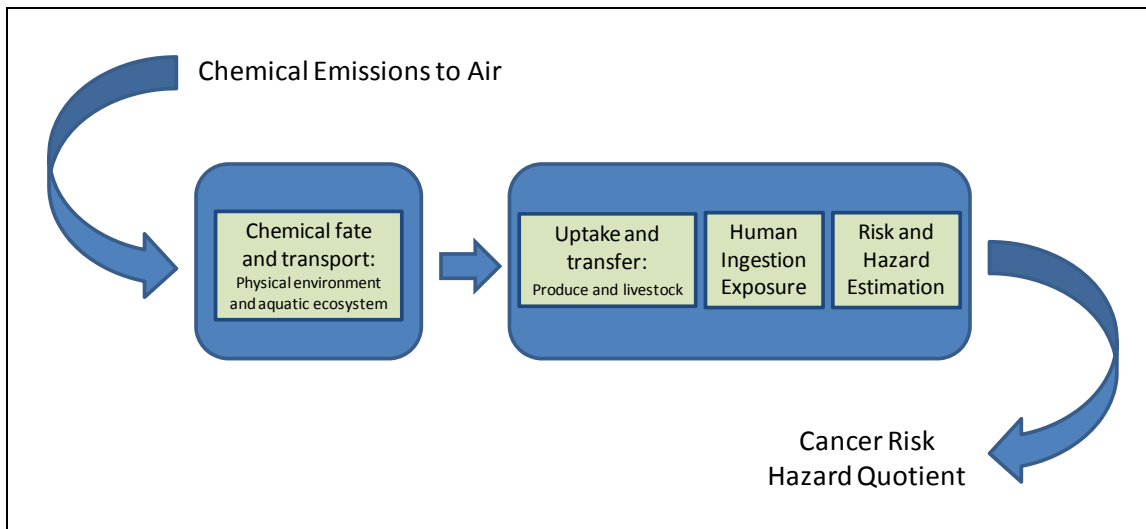 Chemical Emissions to Air
Chemical fate
and transport:
Physical environment
and aquatic ecosystem
Uptake and
transfer:
Produce and livestock
Human
Ingestion
Exposure
Risk and
Hazard
Estimation
Cancer Risk
Hazard Quotient